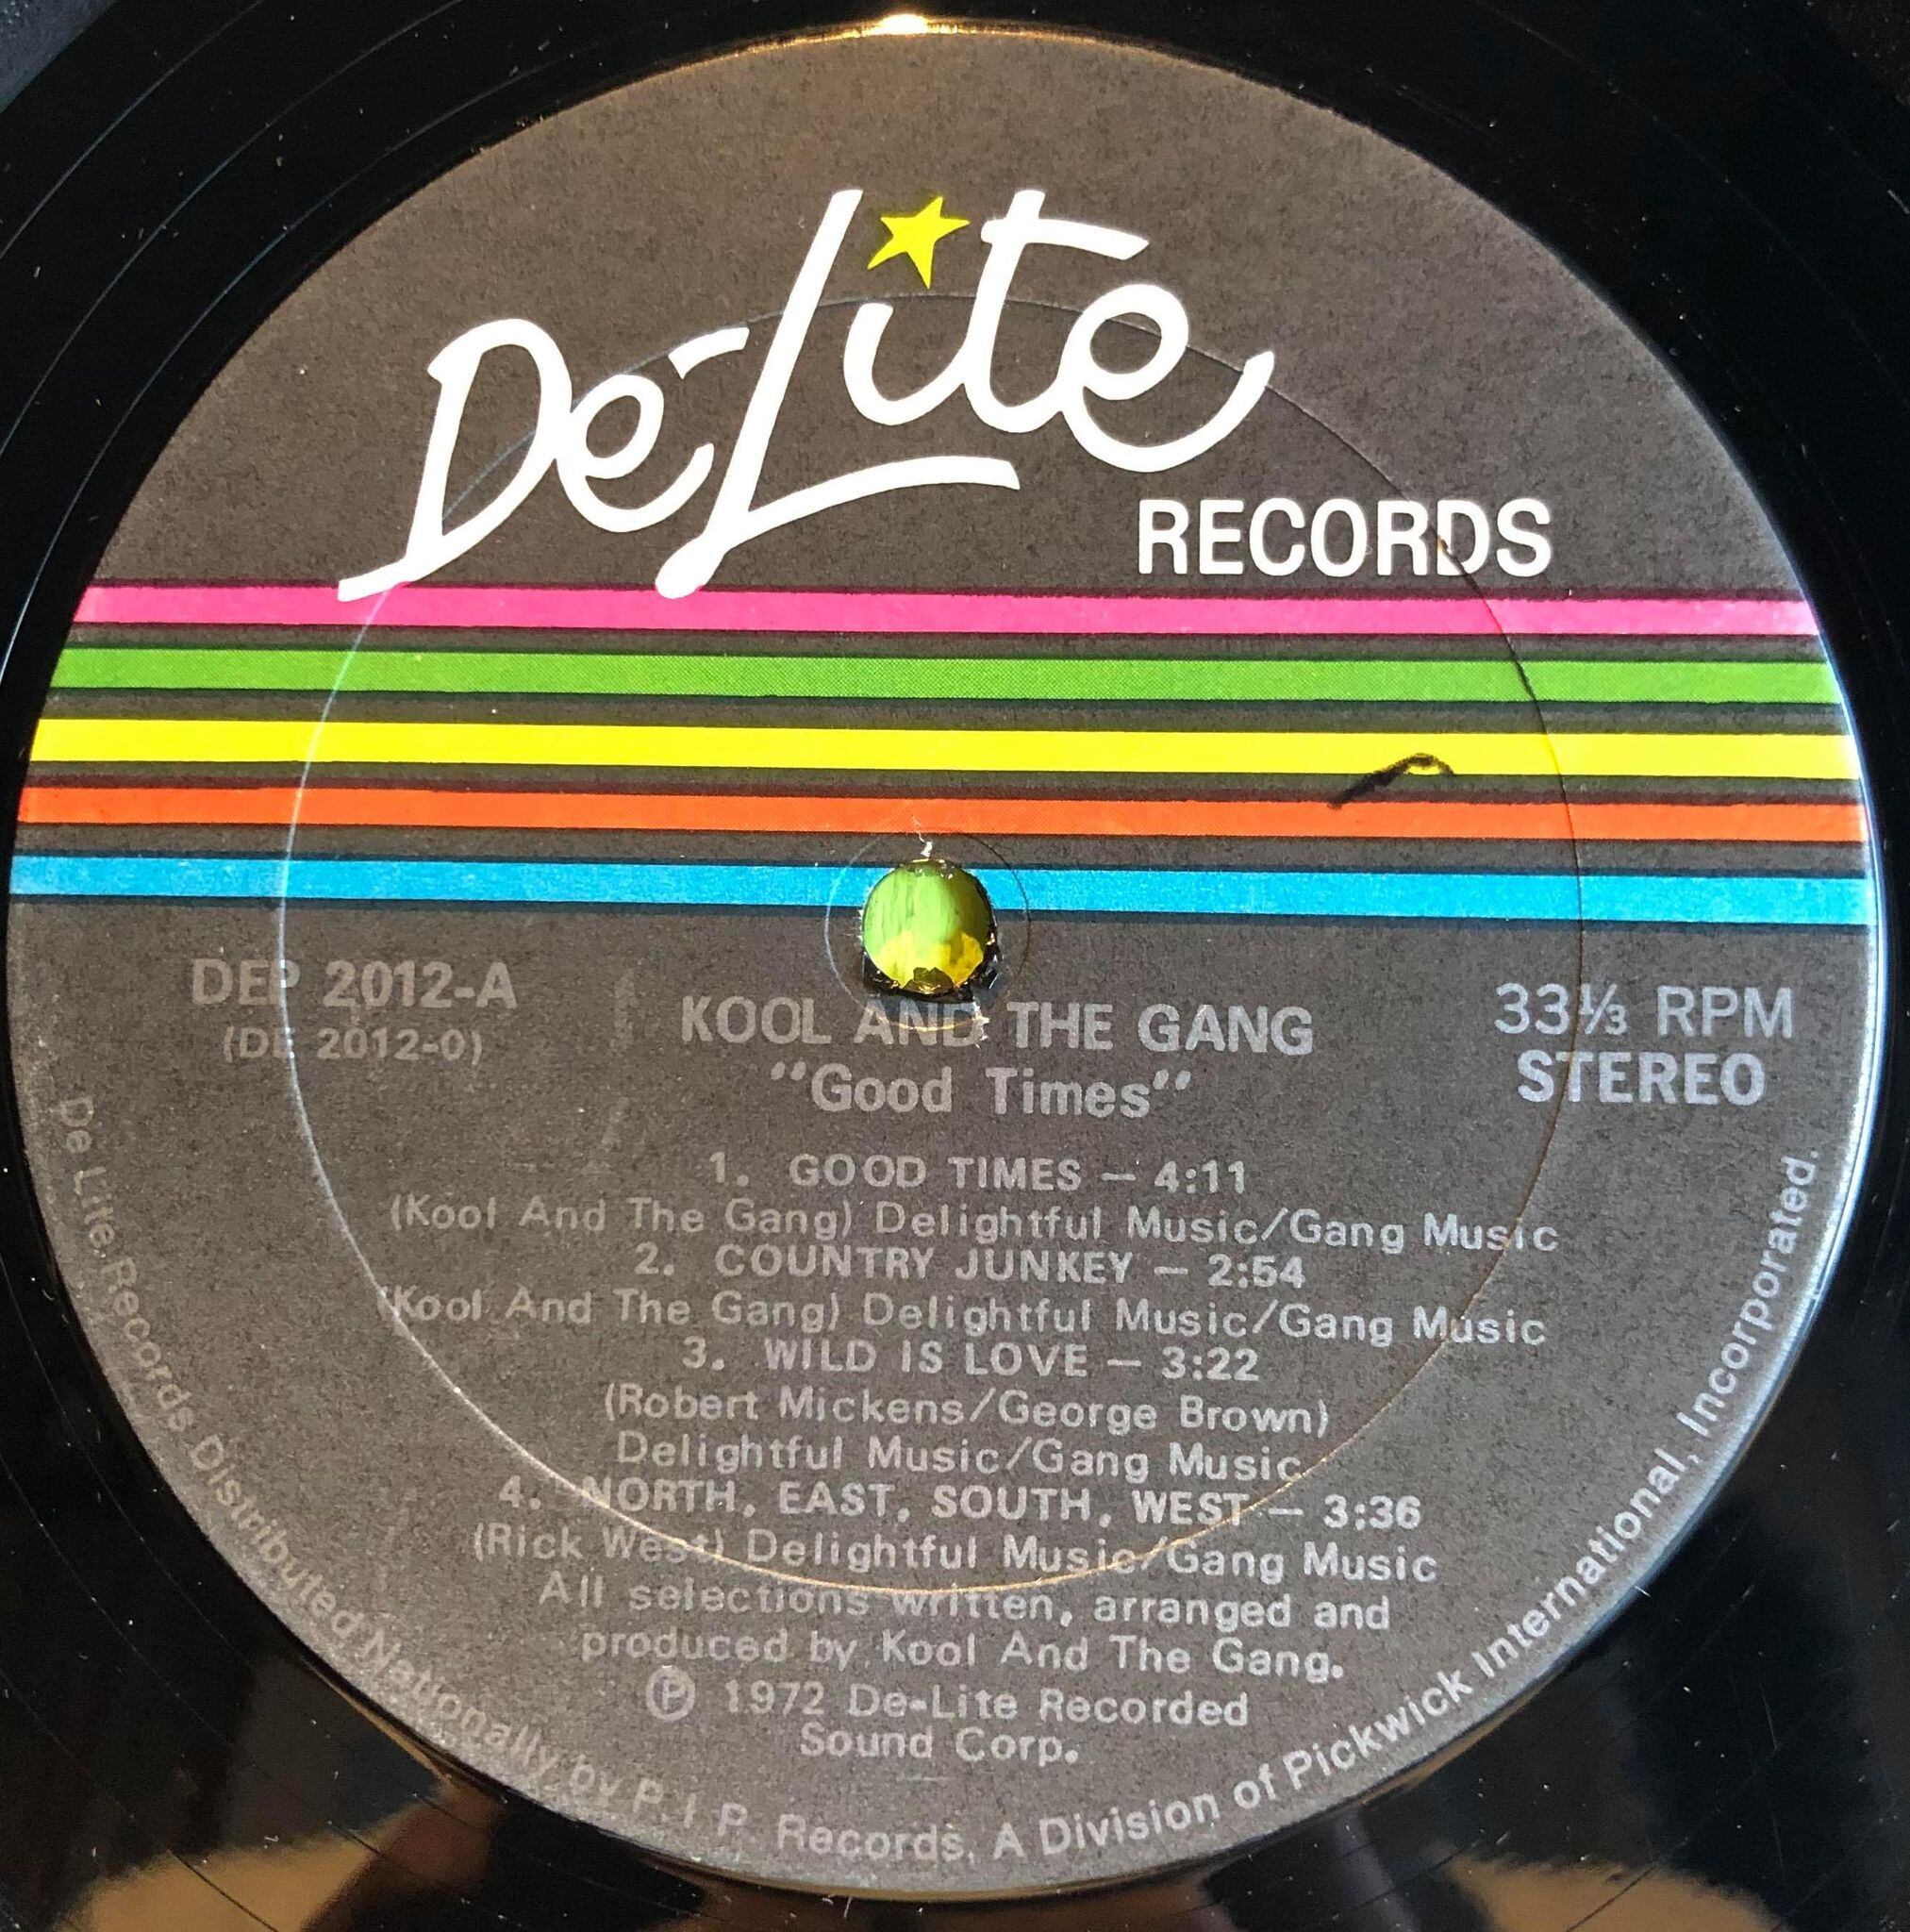 De-Lite
RECORDS
DEP 2012-A
(DE 2012-0)
KOOL AND THE GANG
"Good Times"
33⅓ RPM
STEREO
1. GOOD TIMES — 4:11
(Kool And The Gang) Delightful Music/Gang Music
2. COUNTRY JUNKEY — 2:54
(Kool And The Gang) Delightful Music/Gang Music
3. WILD IS LOVE — 3:22
(Robert Mickens/George Brown)
Delightful Music/Gang Music
4. NORTH, EAST, SOUTH, WEST — 3:36
(Rick West) Delightful Music/Gang Music
All selections written, arranged and
produced by Kool And The Gang.
℗ 1972 De-Lite Recorded
Sound Corp.
De Lite Records Distributed Nationally by P.I.P. Records, A Division of Pickwick International, Incorporated.